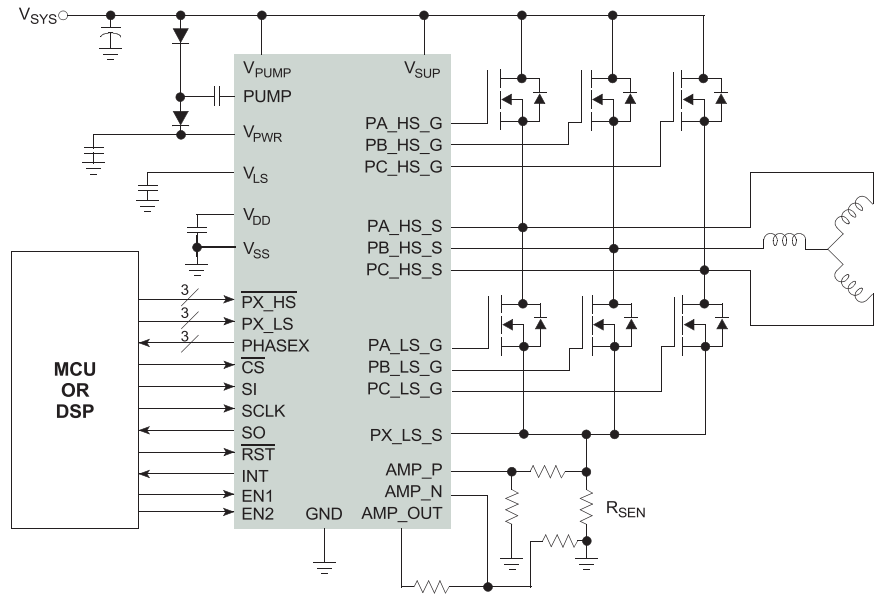 VSYS
VPUMP
VSUP
PUMP
VPWR
VLS
VDD
VSS
PA_HS_G
PB_HS_G
PC_HS_G
PA_HS_S
PB_HS_S
PC_HS_S
3
PX_HS
3
PX_LS
3
PHASEX
CS
SI
SCLK
SO
RST
INT
EN1
EN2
MCU
OR
DSP
PA_LS_G
PB_LS_G
PC_LS_G
PX_LS_S
AMP_P
AMP_N
GND
AMP_OUT
RSEN